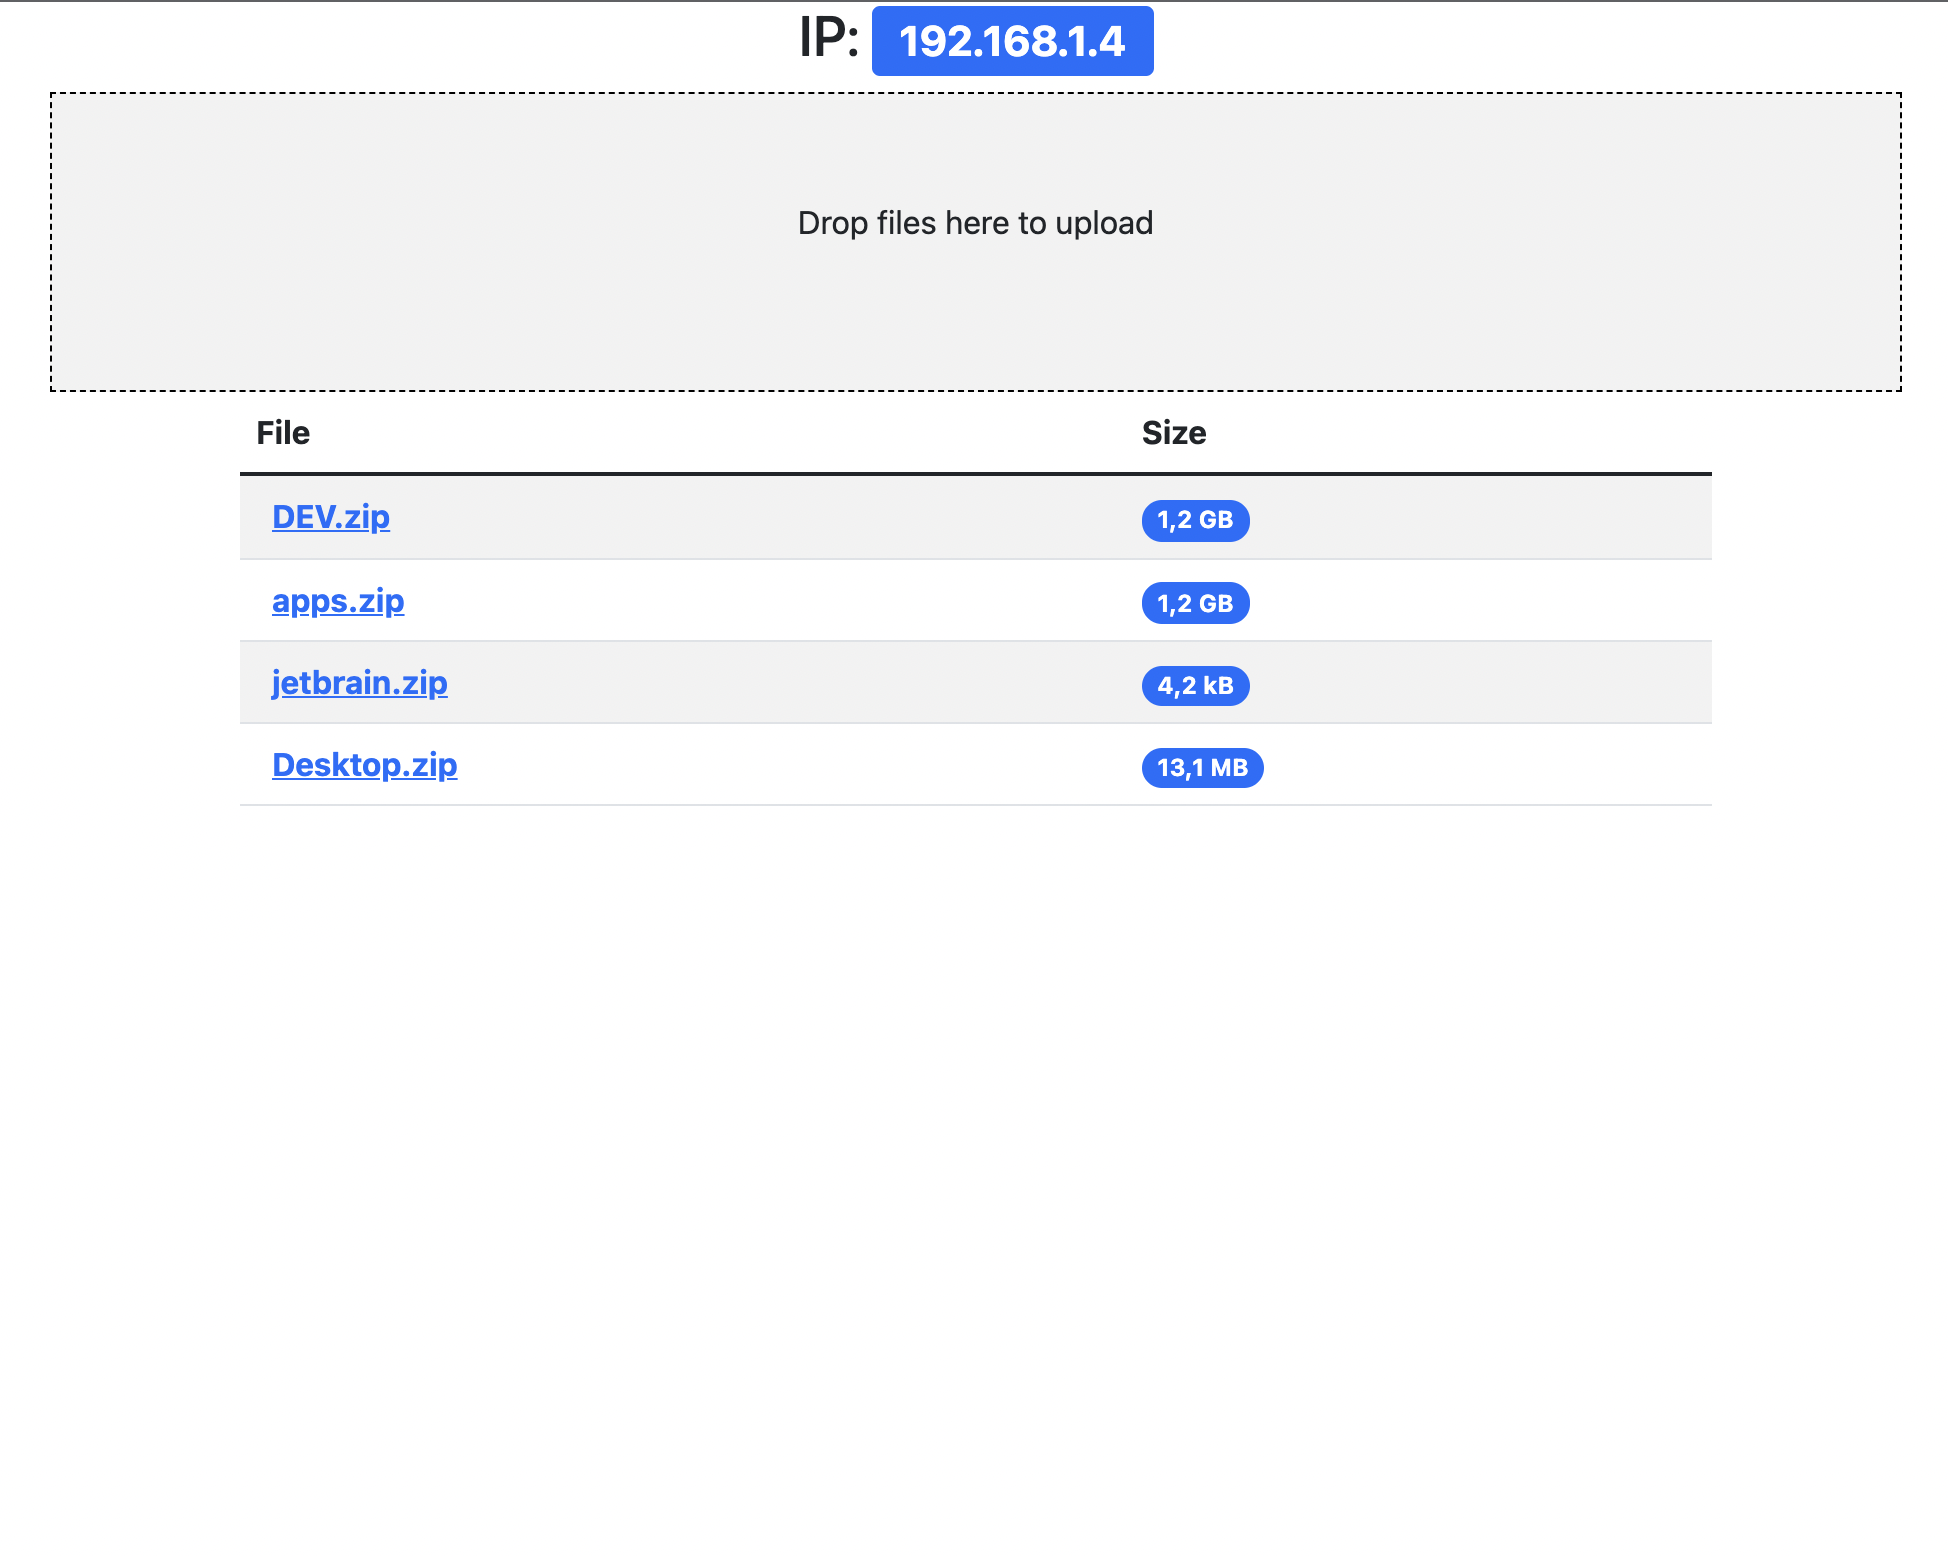 IP: 192.168.1.4
Drop files here to upload
File Size
DEV.zip 1,2 GB
apps.zip 1,2 GB
jetbrain.zip 4,2 kB
Desktop.zip 13,1 MB